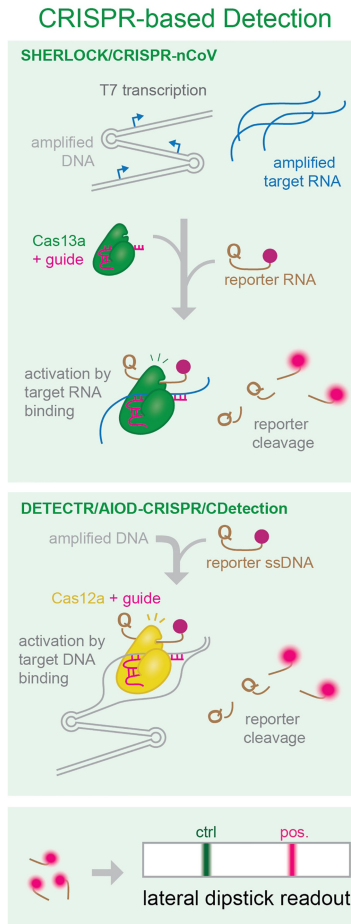 CRISPR-based Detection
SHERLOCK/CRISPR-nCoV
T7 transcription
amplified
DNA
amplified
target RNA
Cas13a
+ guide
Q
reporter RNA
activation by
target RNA
binding
Q
Q
Q
reporter
cleavage
DETECTR/AIOD-CRISPR/CDetection
amplified DNA
Q
reporter ssDNA
Cas12a + guide
Q
activation by
target DNA
binding
Q
Q
reporter
cleavage
ctrl
pos.
lateral dipstick readout